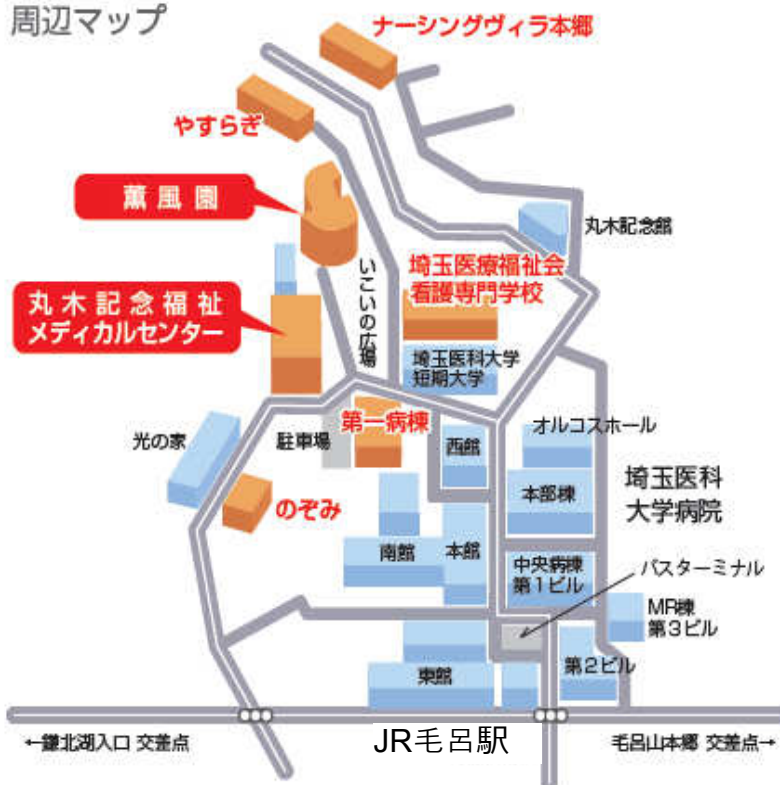 周辺マップ
ナーシングヴィラ本郷
やすらぎ
薫風園
丸木記念館
いこいの広場
埼玉医療福祉会
看護専門学校
丸木記念福祉
メディカルセンター
埼玉医科大学
短期大学
光の家
駐車場
第一病棟
西館
オルコスホール
埼玉医科
大学病院
本部棟
のぞみ
南館
本館
中央病棟
第1ビル
バスターミナル
MR棟
第3ビル
東館
第2ビル
←鎌北湖入口 交差点
JR毛呂駅
毛呂山本郷 交差点→